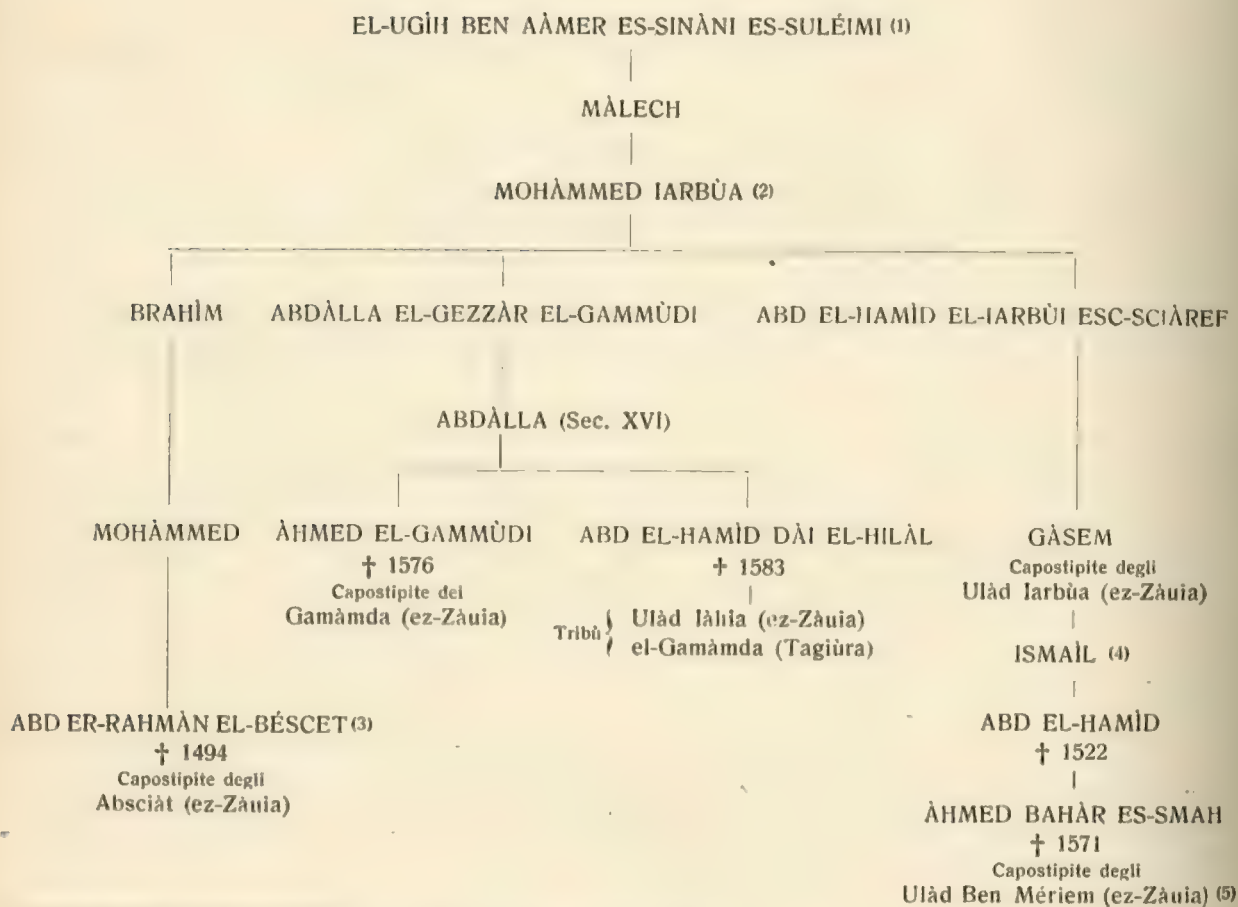 EL-UGÌH BEN AÀMER ES-SINÀNI ES-SULÉIMI (1)
MÀLECH
MOHÀMMED IARBÙA (2)
BRAHÌM ABDÀLLA EL-GEZZÀR EL-GAMMÙDI ABD EL-HAMÌD EL-IARBÙI ESC-SCIÀREF
ABDÀLLA (Sec. XVI)
MOHÀMMED ÀHMED EL-GAMMÙDI ABD EL-HAMÌD DÀI EL-HILÀL GÀSEM
† 1576 † 1583 Capostipite degli
Capostipite dei Ulàd Iarbùa (ez-Zàuia)
Gamàmda (ez-Zàuia) Tribù { Ulàd Iàhia (ez-Zàuia)
el-Gamàmda (Tagiùra)
ISMAÌL (4)
ABD ER-RAHMÀN EL-BÉSCET (3) ABD EL-HAMÌD
† 1494 † 1522
Capostipite degli
Absciàt (ez-Zàuia)
ÀHMED BAHÀR ES-SMAH
† 1571
Capostipite degli
Ulàd Ben Mériem (ez-Zàuia) (5)